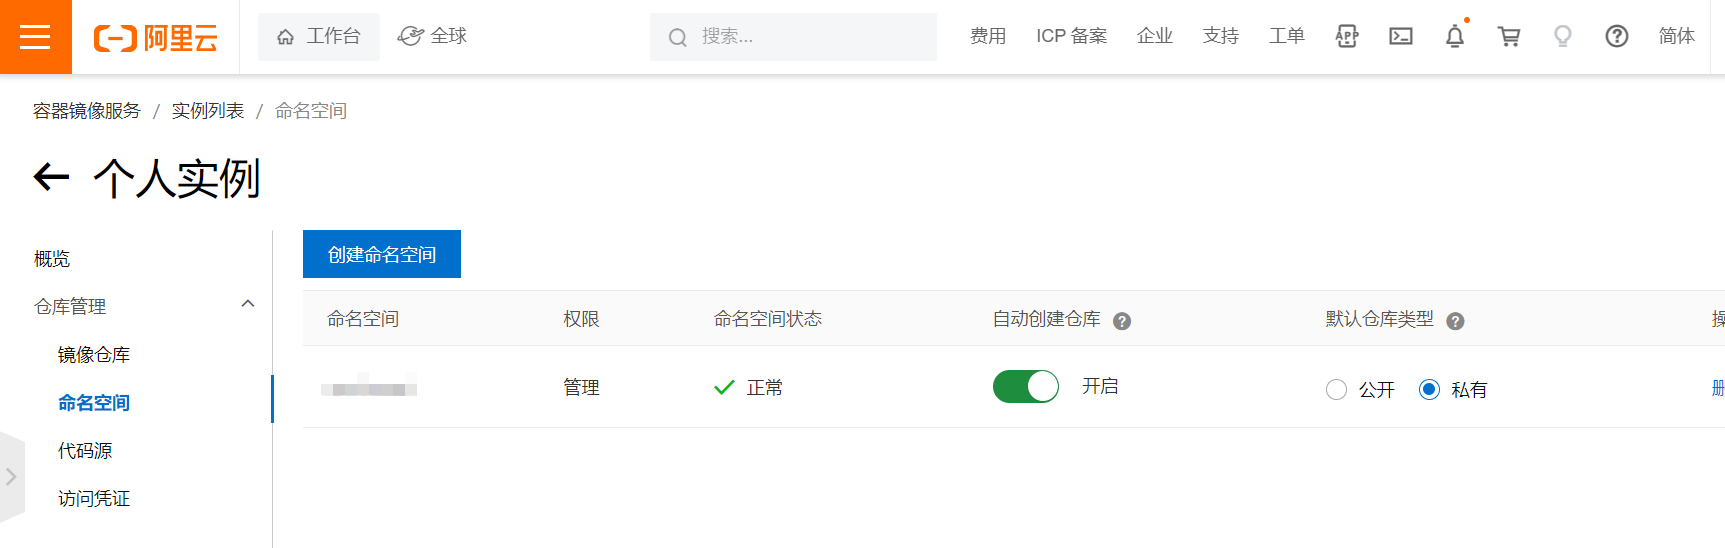 阿里云 工作台 全球 搜索... 费用 ICP 备案 企业 支持 工单 APP 简体
容器镜像服务 / 实例列表 / 命名空间
个人实例
概览
仓库管理
镜像仓库
命名空间
代码源
访问凭证
创建命名空间
命名空间 权限 命名空间状态 自动创建仓库 默认仓库类型
管理 正常 开启 公开 私有